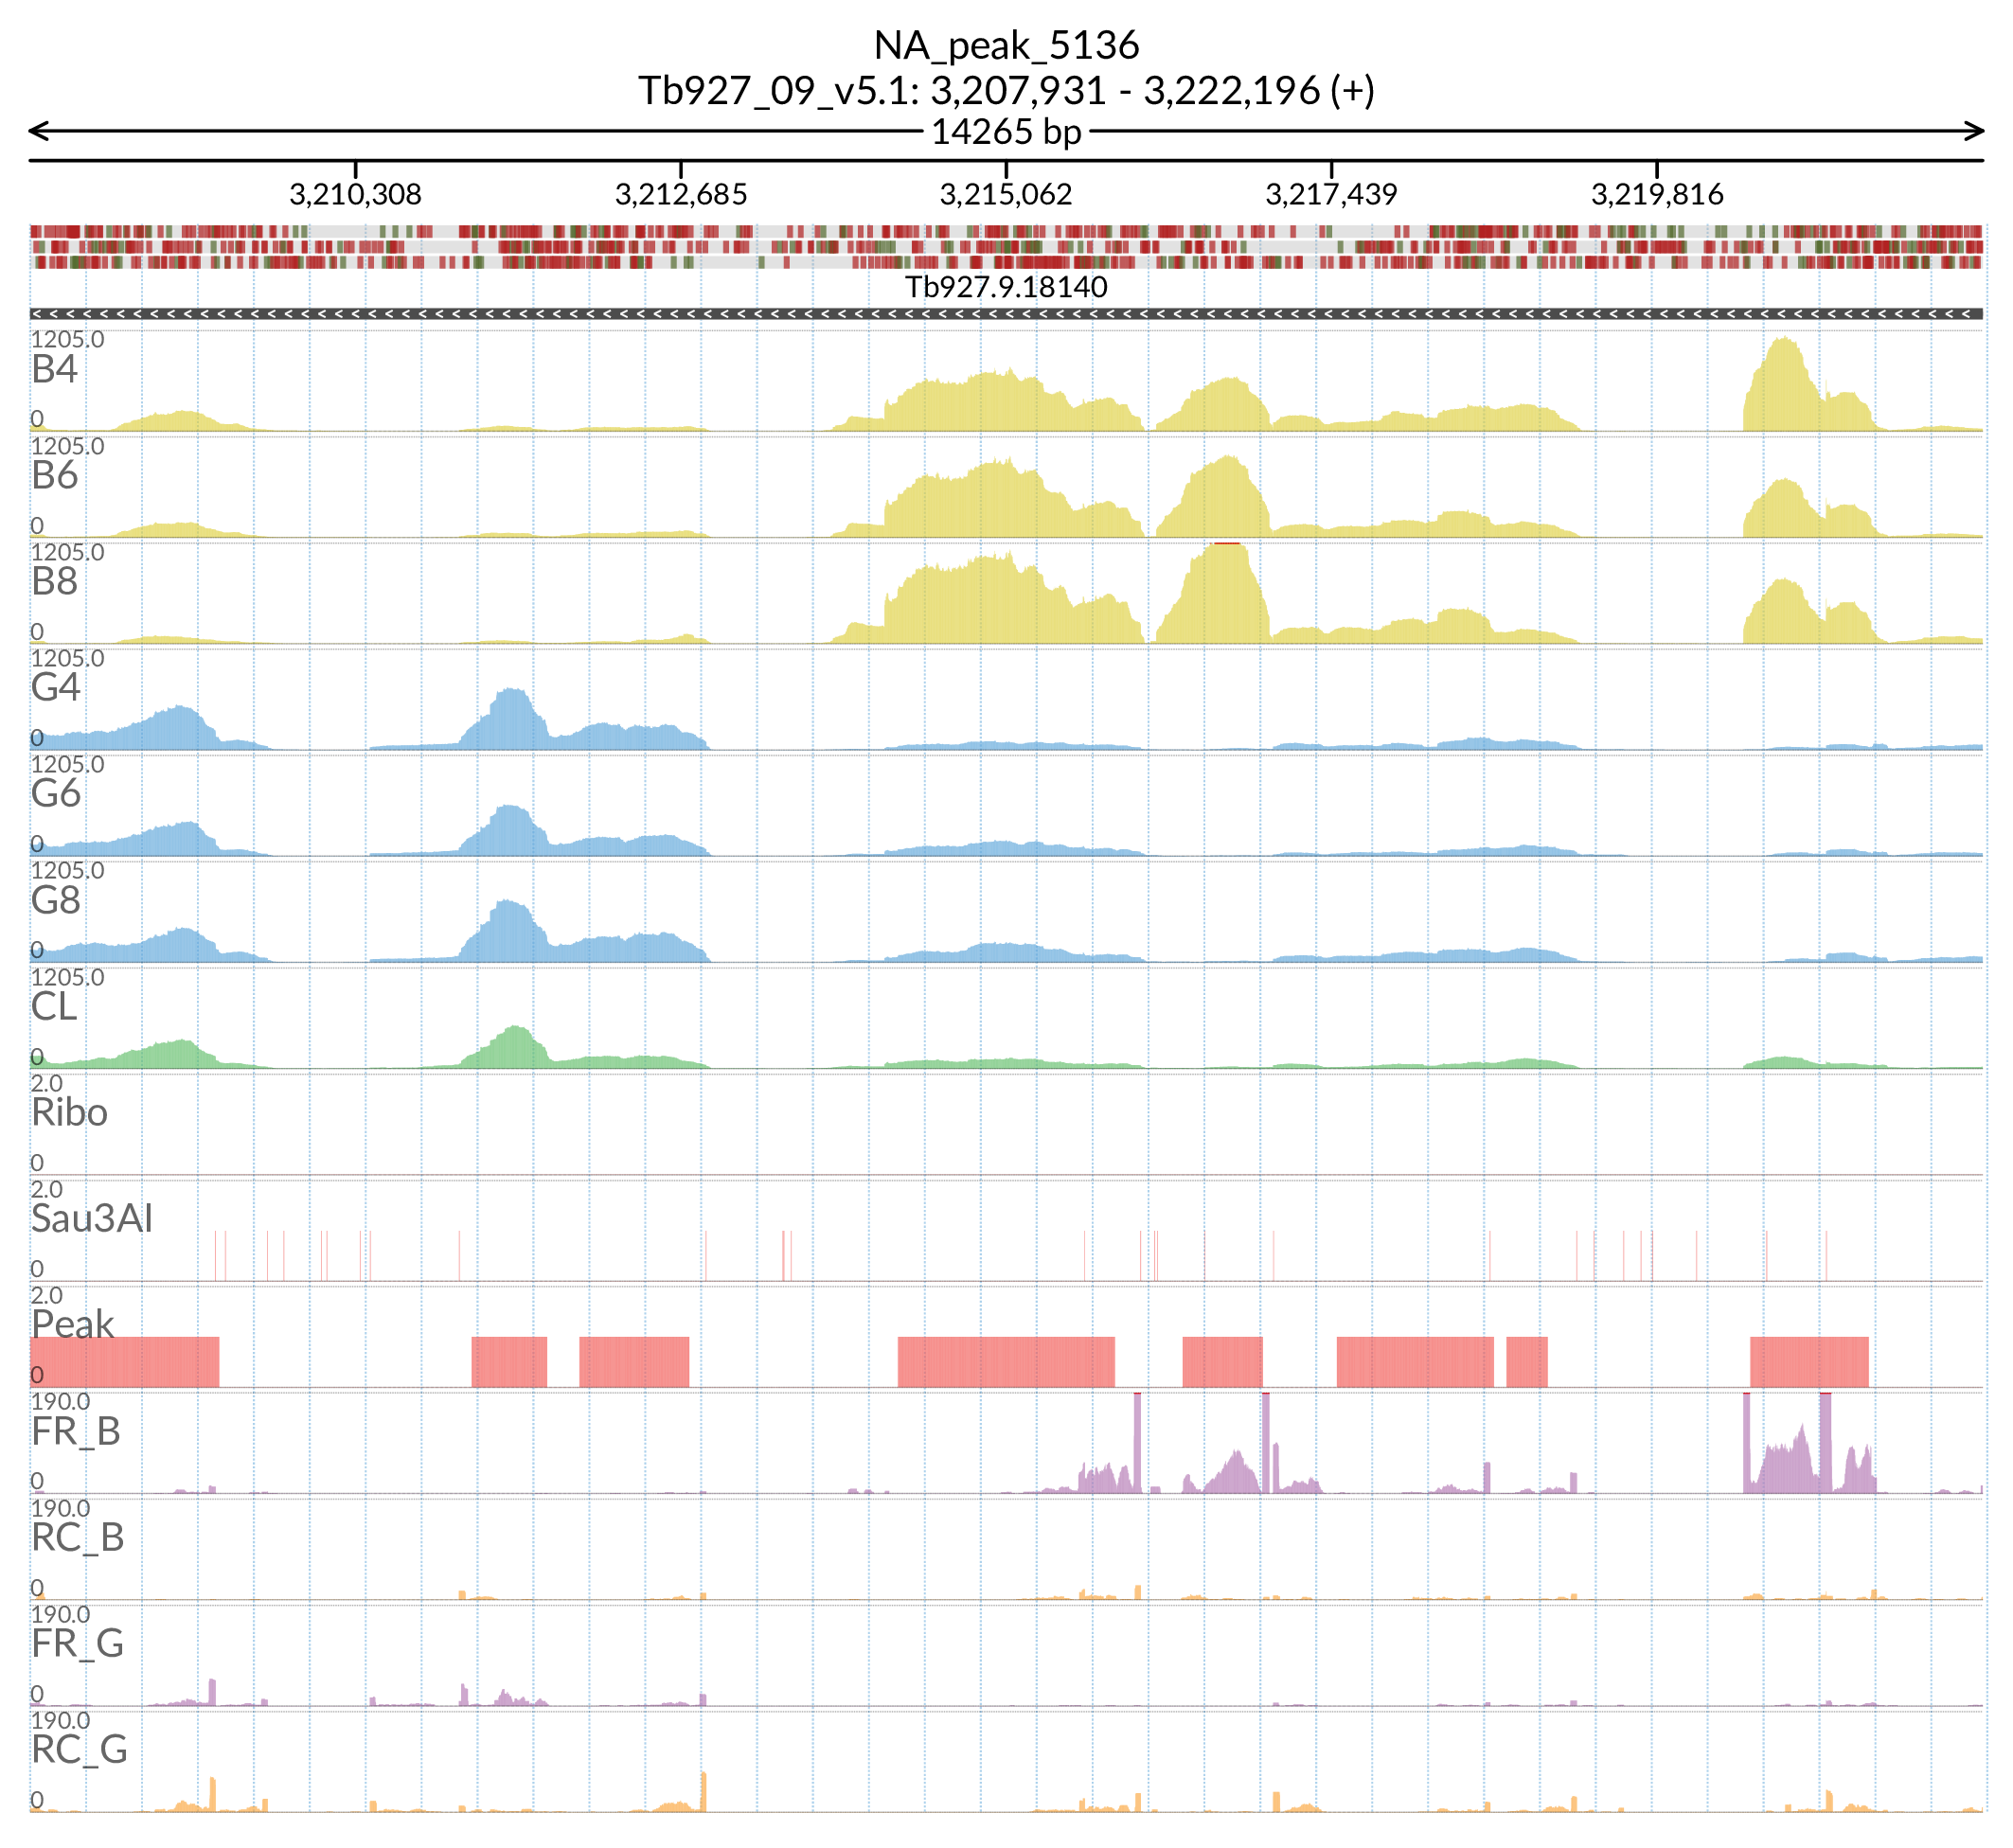 NA_peak_5136
Tb927_09_v5.1: 3,207,931 - 3,222,196 (+)
14265 bp
3,210,308 3,212,685 3,215,062 3,217,439 3,219,816
Tb927.9.18140
1205.0
B4
0
1205.0
B6
0
1205.0
B8
0
1205.0
G4
0
1205.0
G6
0
1205.0
G8
0
1205.0
CL
0
2.0
Ribo
0
2.0
Sau3AI
0
2.0
Peak
0
190.0
FR_B
0
190.0
RC_B
0
190.0
FR_G
0
190.0
RC_G
0